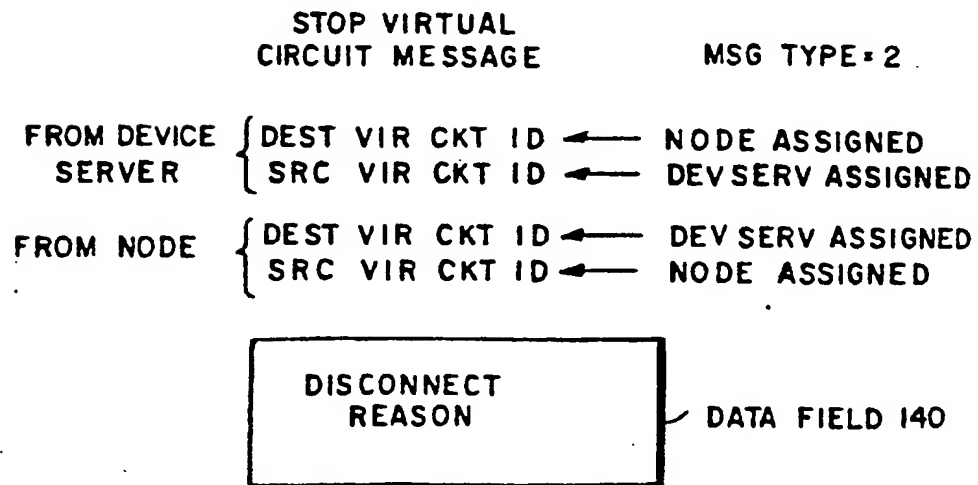 STOP VIRTUAL
CIRCUIT MESSAGE
MSG TYPE = 2
FROM DEVICE
SERVER
DEST VIR CKT ID ← NODE ASSIGNED
SRC VIR CKT ID ← DEVSERV ASSIGNED
FROM NODE
DEST VIR CKT ID ← DEV SERV ASSIGNED
SRC VIR CKT ID ← NODE ASSIGNED
DISCONNECT
REASON
DATA FIELD 140